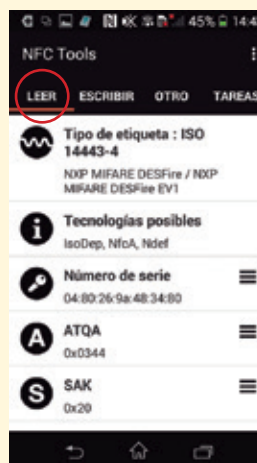 45% 14:4
NFC Tools
LEER ESCRIBIR OTRO TAREAS
Tipo de etiqueta : ISO
14443-4
NXP MIFARE DESFire / NXP
MIFARE DESFire EV1
Tecnologías posibles
IsoDep, NfcA, Ndef
Número de serie
04:80:26:9a:48:34:80
A
ATQA
0x0344
S
SAK
0x20